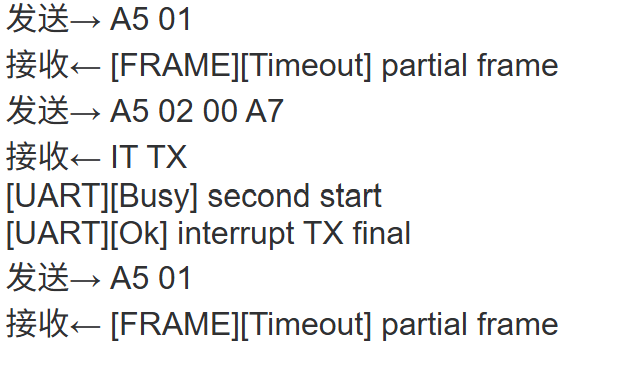 发送→ A5 01
接收← [FRAME][Timeout] partial frame
发送→ A5 02 00 A7
接收← IT TX
[UART][Busy] second start
[UART][Ok] interrupt TX final
发送→ A5 01
接收← [FRAME][Timeout] partial frame